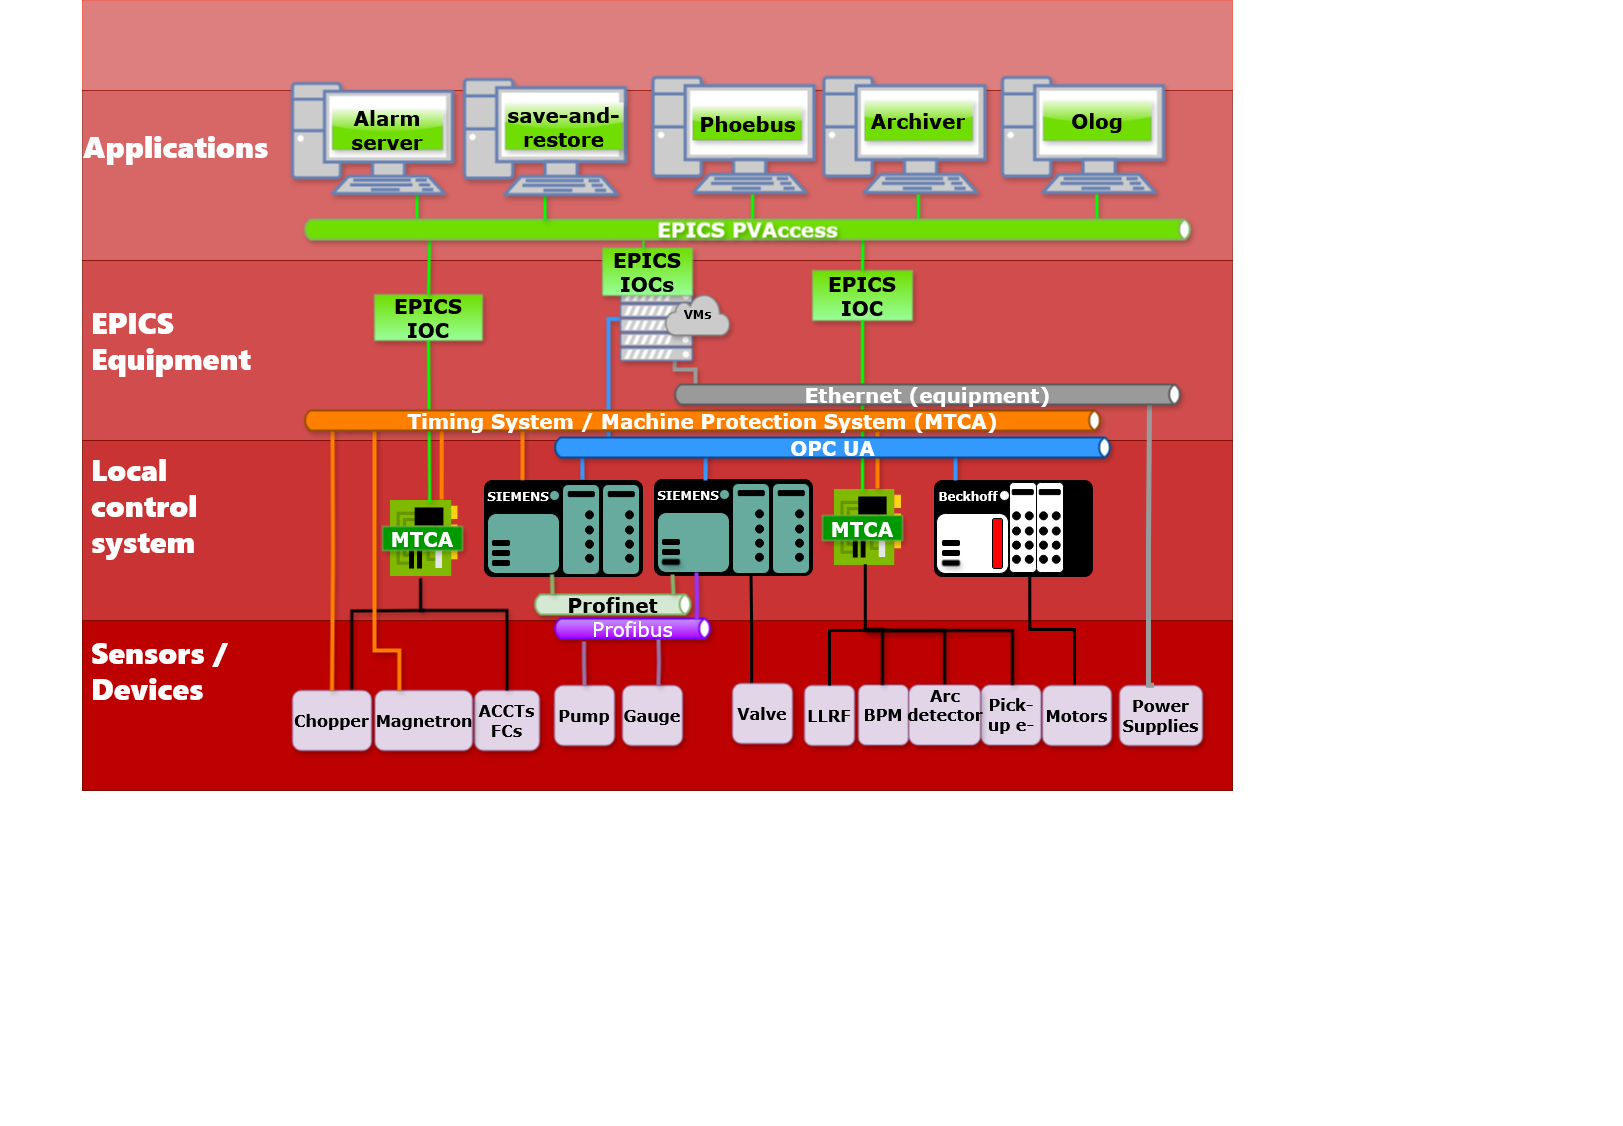 Applications
Alarm
server
save-and-
restore
Phoebus
Archiver
Olog
EPICS PVAccess
EPICS
Equipment
EPICS
IOC
EPICS
IOCs
VMs
EPICS
IOC
Ethernet (equipment)
Timing System / Machine Protection System (MTCA)
OPC UA
Local
control
system
MTCA
SIEMENS
SIEMENS
MTCA
Beckhoff
Profinet
Profibus
Sensors /
Devices
Chopper
Magnetron
ACCTs
FCs
Pump
Gauge
Valve
LLRF
BPM
Arc
detector
Pick-
up e-
Motors
Power
Supplies